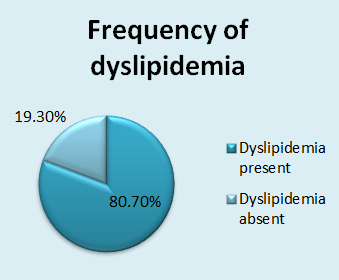 Frequency of
dyslipidemia
19.30%
80.70%
Dyslipidemia
present
Dyslipidemia
absent